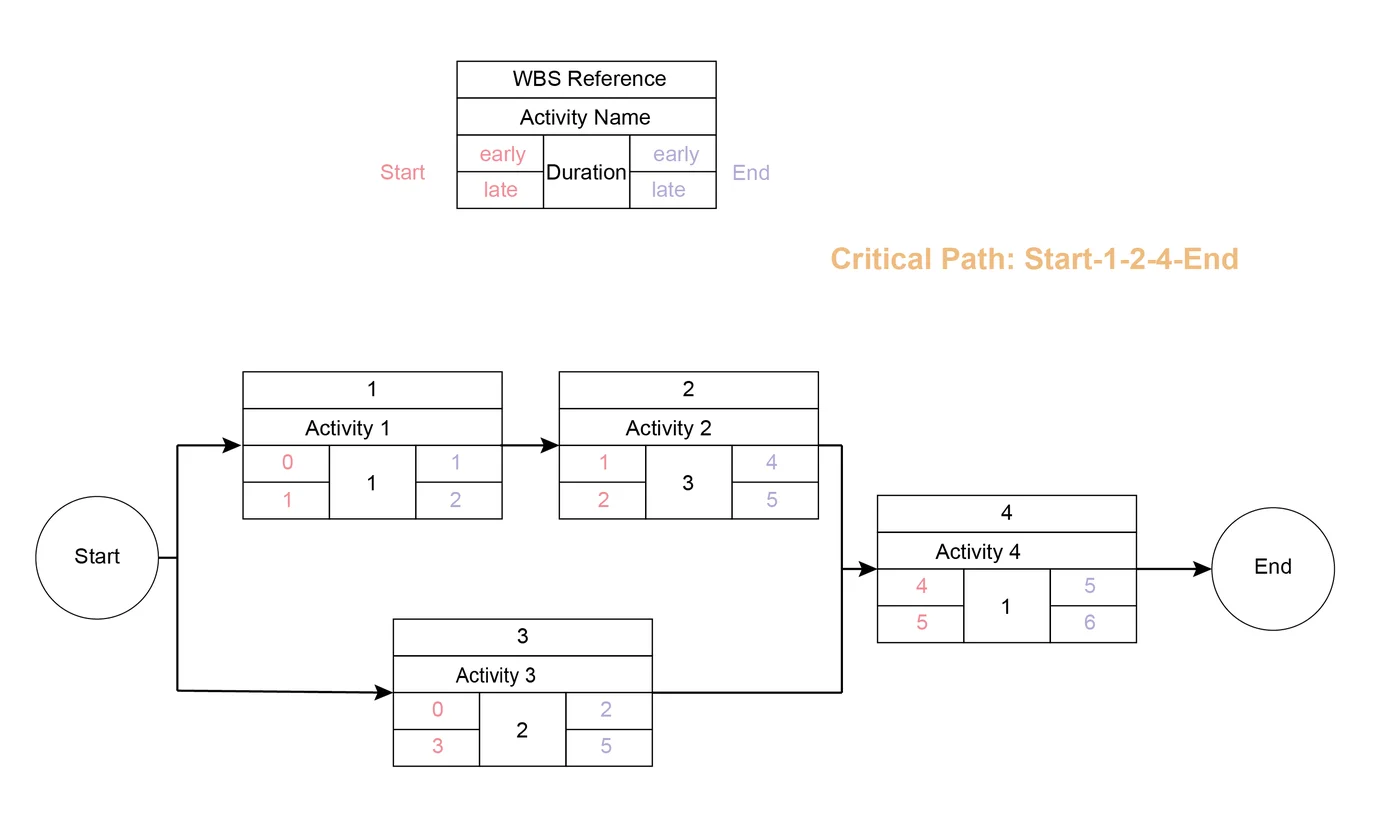 WBS Reference
Activity Name
Start early Duration early End
late late
Critical Path: Start-1-2-4-End
1
Activity 1
0 1 1
1 2
2
Activity 2
1 3 4
2 5
Start
3
Activity 3
0 2 2
3 5
4
Activity 4
4 1 5
5 6
End